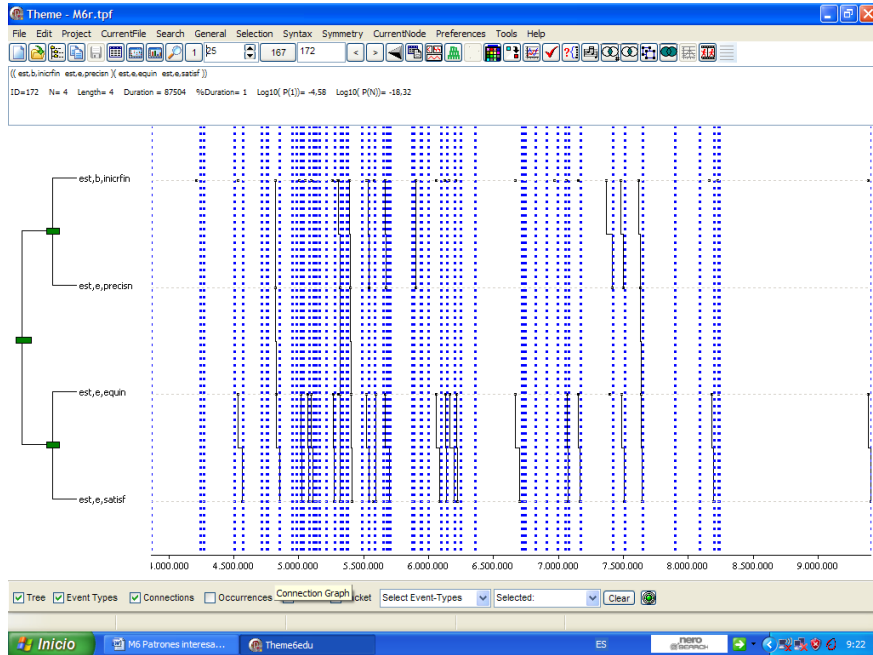 Theme - M6r.tpf
File Edit Project CurrentFile Search General Selection Syntax Symmetry CurrentNode Preferences Tools Help
1 25 167 172 < >
(( est,b,inicrfin est,e,precisn )( est,e,equin est,e,satisf ))
ID=172 N= 4 Length= 4 Duration = 87504 %Duration= 1 Log10( P(1))= -4,58 Log10( P(N))= -18,32
est,b,inicrfin
est,e,precisn
est,e,equin
est,e,satisf
4.500.000 5.000.000 5.500.000 6.000.000 6.500.000 7.000.000 7.500.000 8.000.000 8.500.000 9.000.000
Tree Event Types Connections Occurrences Connection Graph Select Event-Types Selected: Clear
Inicio M6 Patrones interesa... Theme6edu ES nero SEARCH 9:22